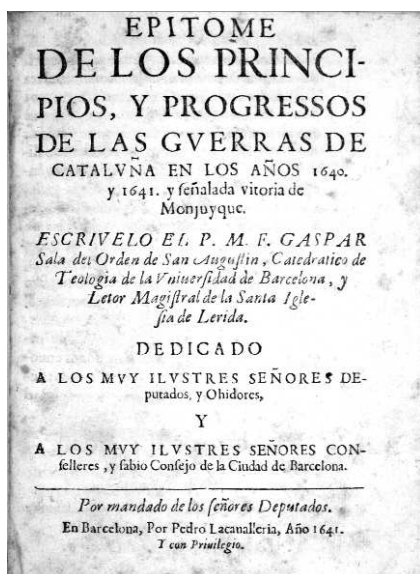 EPITOME
DE LOS PRINCI-
PIOS, Y PROGRESSOS
DE LAS GVERRAS DE
CATALVÑA EN LOS AÑOS 1640.
y 1641. y señalada vitoria de
Monjuyque.
ESCRIVELO EL P. M. F. GASPAR
Sala del Orden de San Auguſtin, Catedratico de
Teologia de la Vniuerſidad de Barcelona, y
Letor Magiſtral de la Santa Igle-
ſia de Lerida.
DEDICADO
A LOS MVY ILVSTRES SEÑORES DE-
putados, y Ohidores,
Y
A LOS MVY ILVSTRES SEÑORES CON-
ſelleres, y ſabio Conſejo de la Ciudad de Barcelona.
Por mandado de los ſeñores Deputados.
En Barcelona, Por Pedro Lacaualleria, Año 1641.
Y con Priuilegio.